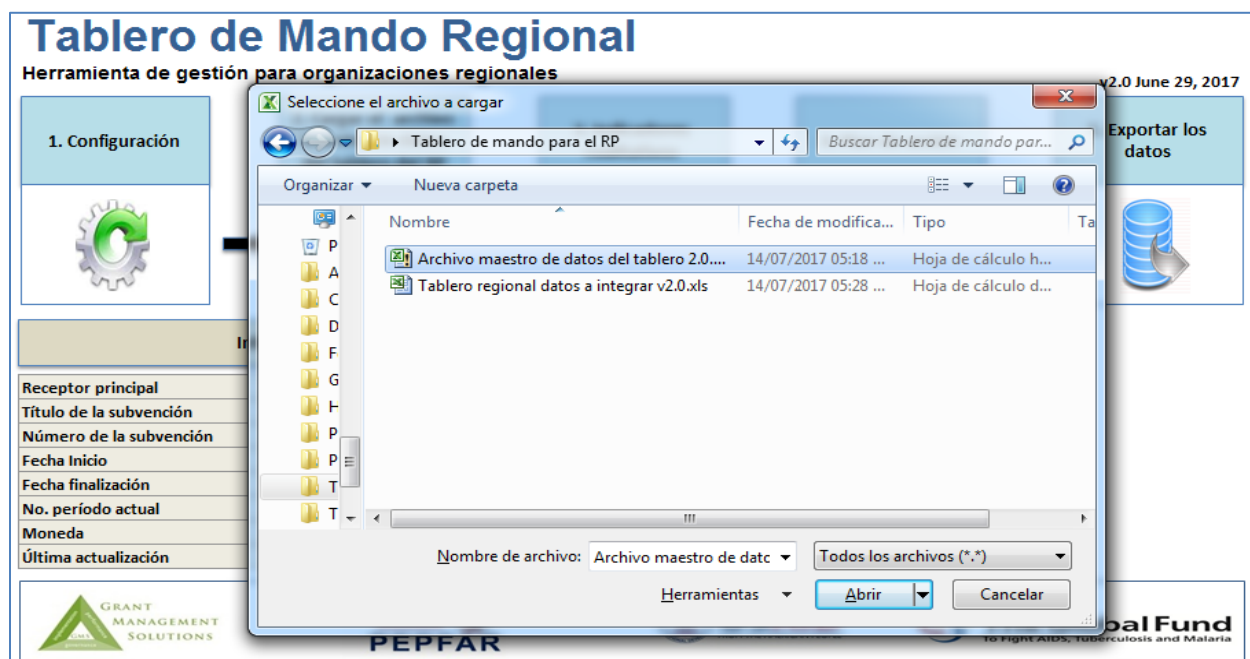 Tablero de Mando Regional
Herramienta de gestión para organizaciones regionales
v2.0 June 29, 2017
1. Configuración
Exportar los
datos
Seleccione el archivo a cargar
Tablero de mando para el RP
Buscar Tablero de mando par...
Organizar
Nueva carpeta
Nombre
Fecha de modifica...
Tipo
Ta
P
A
C
D
F
G
H
P
P
T
T
Archivo maestro de datos del tablero 2.0....
14/07/2017 05:18 ...
Hoja de cálculo h...
Tablero regional datos a integrar v2.0.xls
14/07/2017 05:28 ...
Hoja de cálculo d...
Nombre de archivo:
Archivo maestro de datc
Todos los archivos (*.*)
Herramientas
Abrir
Cancelar
Receptor principal
Título de la subvención
Número de la subvención
Fecha Inicio
Fecha finalización
No. período actual
Moneda
Última actualización
GRANT
MANAGEMENT
SOLUTIONS
GMS
PEPFAR
bal Fund
To Fight AIDS, Tuberculosis and Malaria